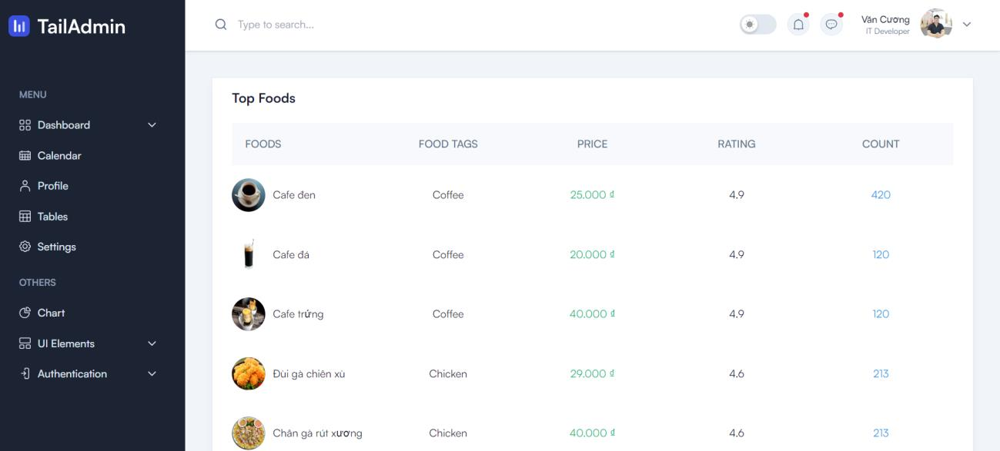 TailAdmin
Type to search...
Văn Cương
IT Developer
MENU
Dashboard
Calendar
Profile
Tables
Settings
OTHERS
Chart
UI Elements
Authentication
Top Foods
FOODS FOOD TAGS PRICE RATING COUNT
Cafe đen Coffee 25.000 ₫ 4.9 420
Cafe đá Coffee 20.000 ₫ 4.9 120
Cafe trứng Coffee 40.000 ₫ 4.9 120
Đùi gà chiên xù Chicken 29.000 ₫ 4.6 213
Chân gà rút xương Chicken 40.000 ₫ 4.6 213